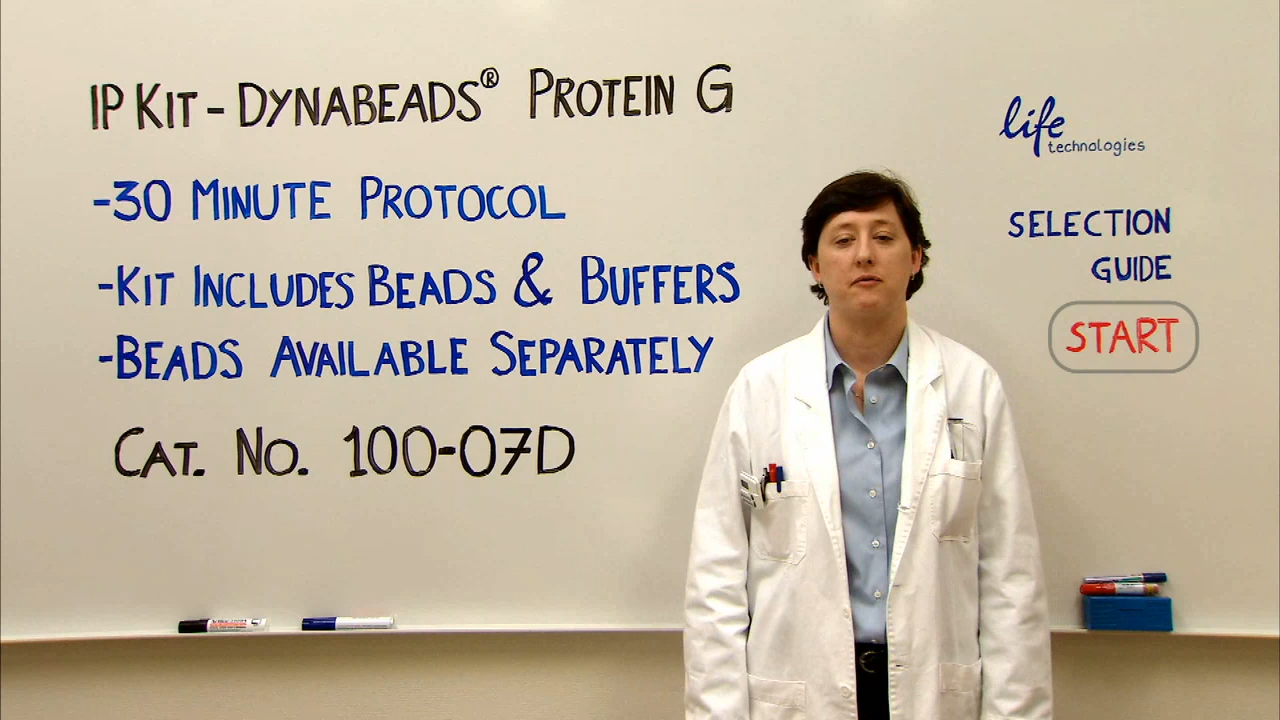 IP KIT - DYNABEADS® PROTEIN G
-30 MINUTE PROTOCOL
-KIT INCLUDES BEADS & BUFFERS
-BEADS AVAILABLE SEPARATELY
CAT. NO. 100-07D
life
technologies
SELECTION
GUIDE
START